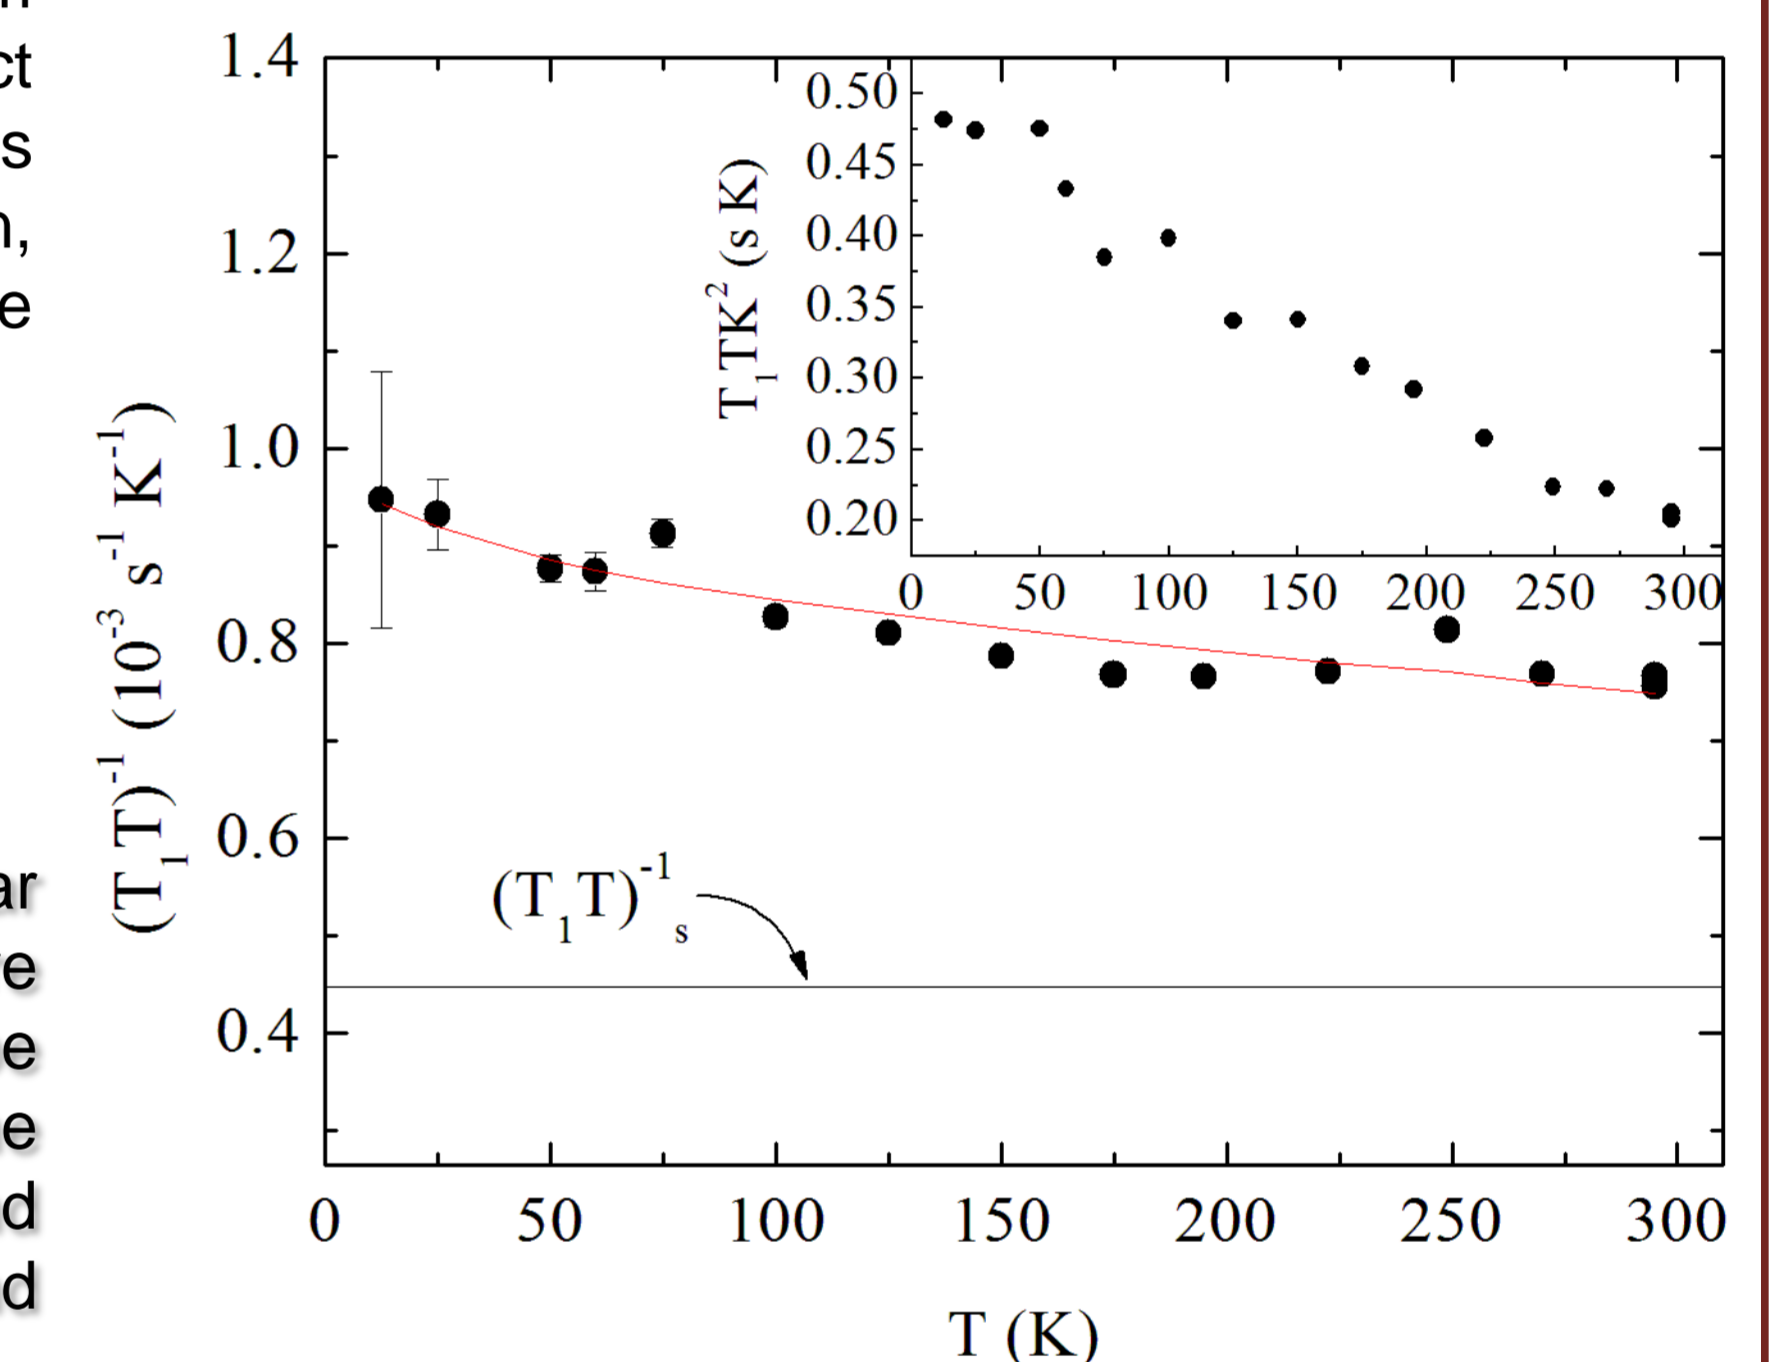 ct
s
n,
e
ar
e
e
e
d
d
1.4
1.2
1.0
0.8
0.6
0.4
(T₁T)⁻¹ (10⁻³ s⁻¹ K⁻¹)
0 50 100 150 200 250 300
T (K)
(T₁T)⁻¹ₛ
0.50
0.45
0.40
0.35
0.30
0.25
0.20
T₁TK² (s K)
0 50 100 150 200 250 300